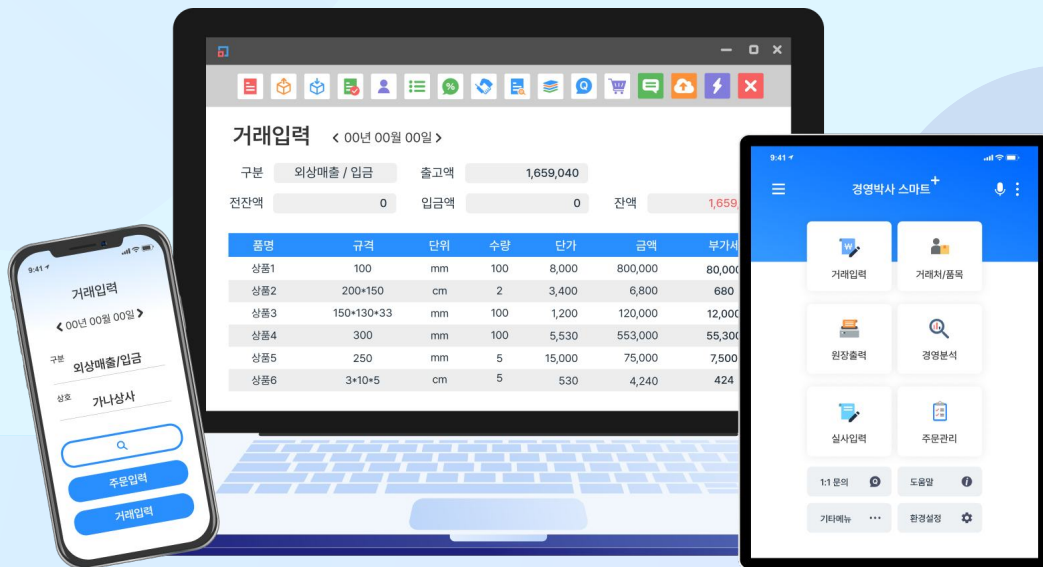 거래입력 < 00년 00월 00일 >
구분 외상매출 / 입금 출고액 1,659,040
전잔액 0 입금액 0 잔액 1,659,
품명 규격 단위 수량 단가 금액 부가세
상품1 100 mm 100 8,000 800,000 80,000
상품2 200*150 cm 2 3,400 6,800 680
상품3 150*130*33 mm 100 1,200 120,000 12,000
상품4 300 mm 100 5,530 553,000 55,300
상품5 250 mm 5 15,000 75,000 7,500
상품6 3*10*5 cm 5 530 4,240 424
9:41
거래입력
< 00년 00월 00일 >
구분 외상매출/입금
상호 가나상사
주문입력
거래입력
9:41
경영박사 스마트+
거래입력 거래처/품목
원장출력 경영분석
실사입력 주문관리
1:1 문의 Q 도움말 i
기타메뉴 ··· 환경설정